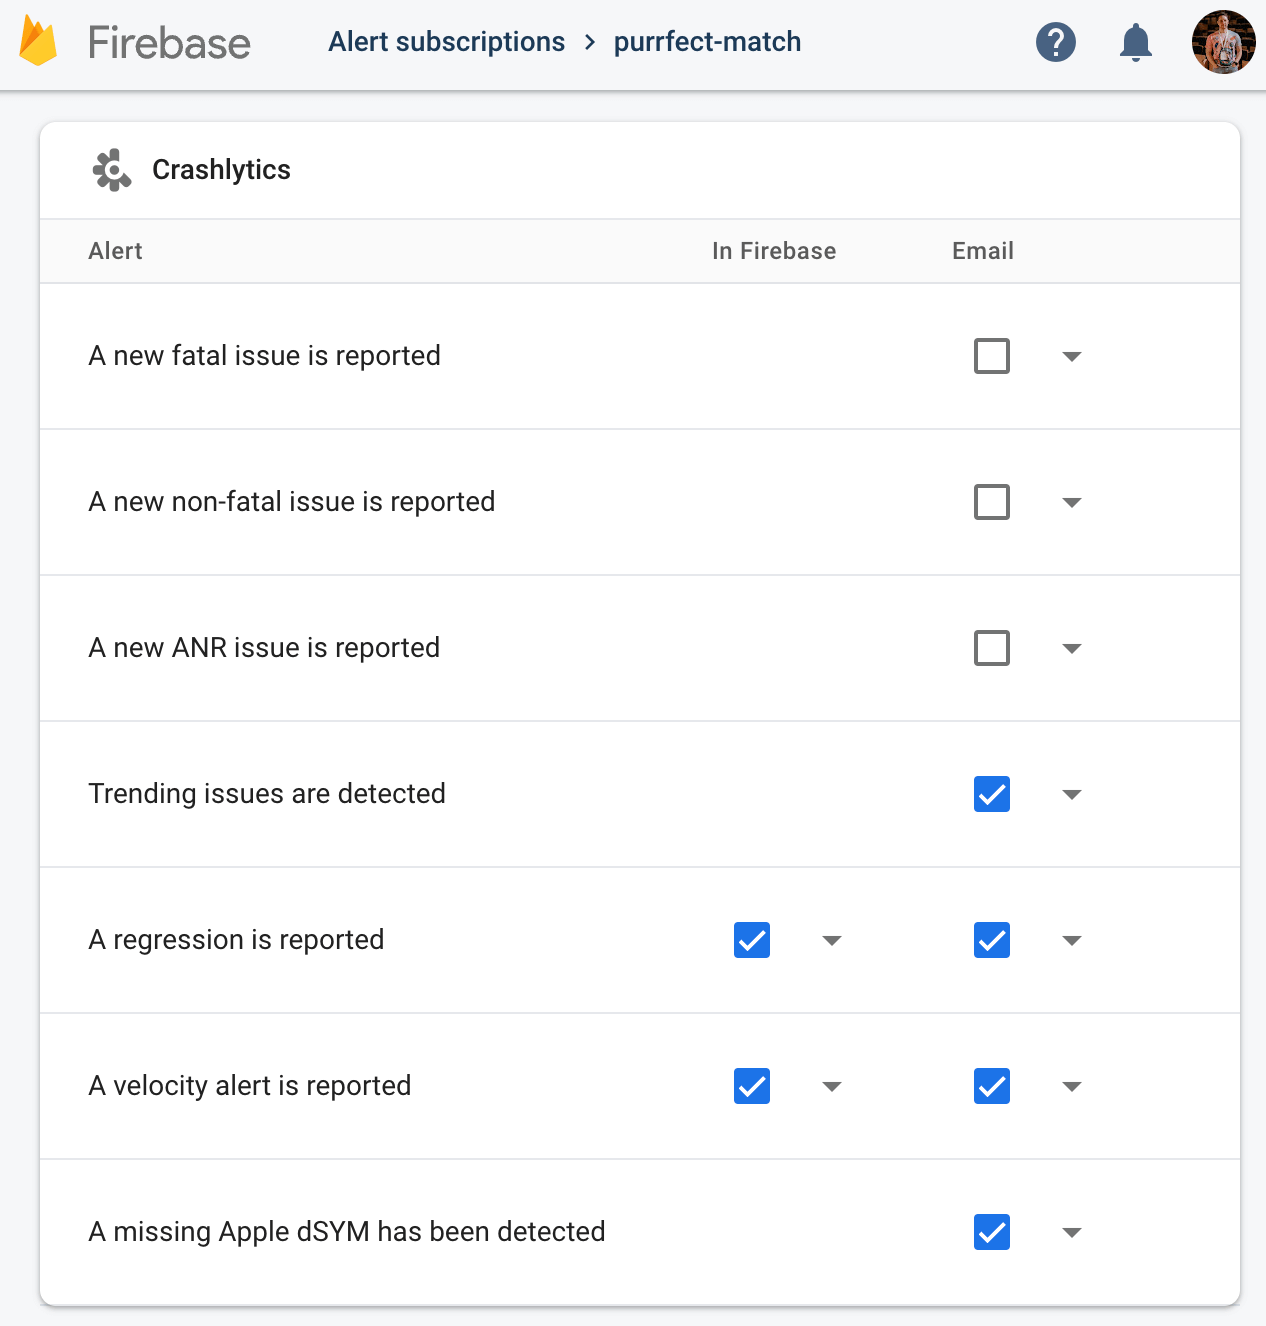 Firebase
Alert subscriptions > purrfect-match
?
Crashlytics
Alert In Firebase Email
A new fatal issue is reported
A new non-fatal issue is reported
A new ANR issue is reported
Trending issues are detected
A regression is reported
A velocity alert is reported
A missing Apple dSYM has been detected